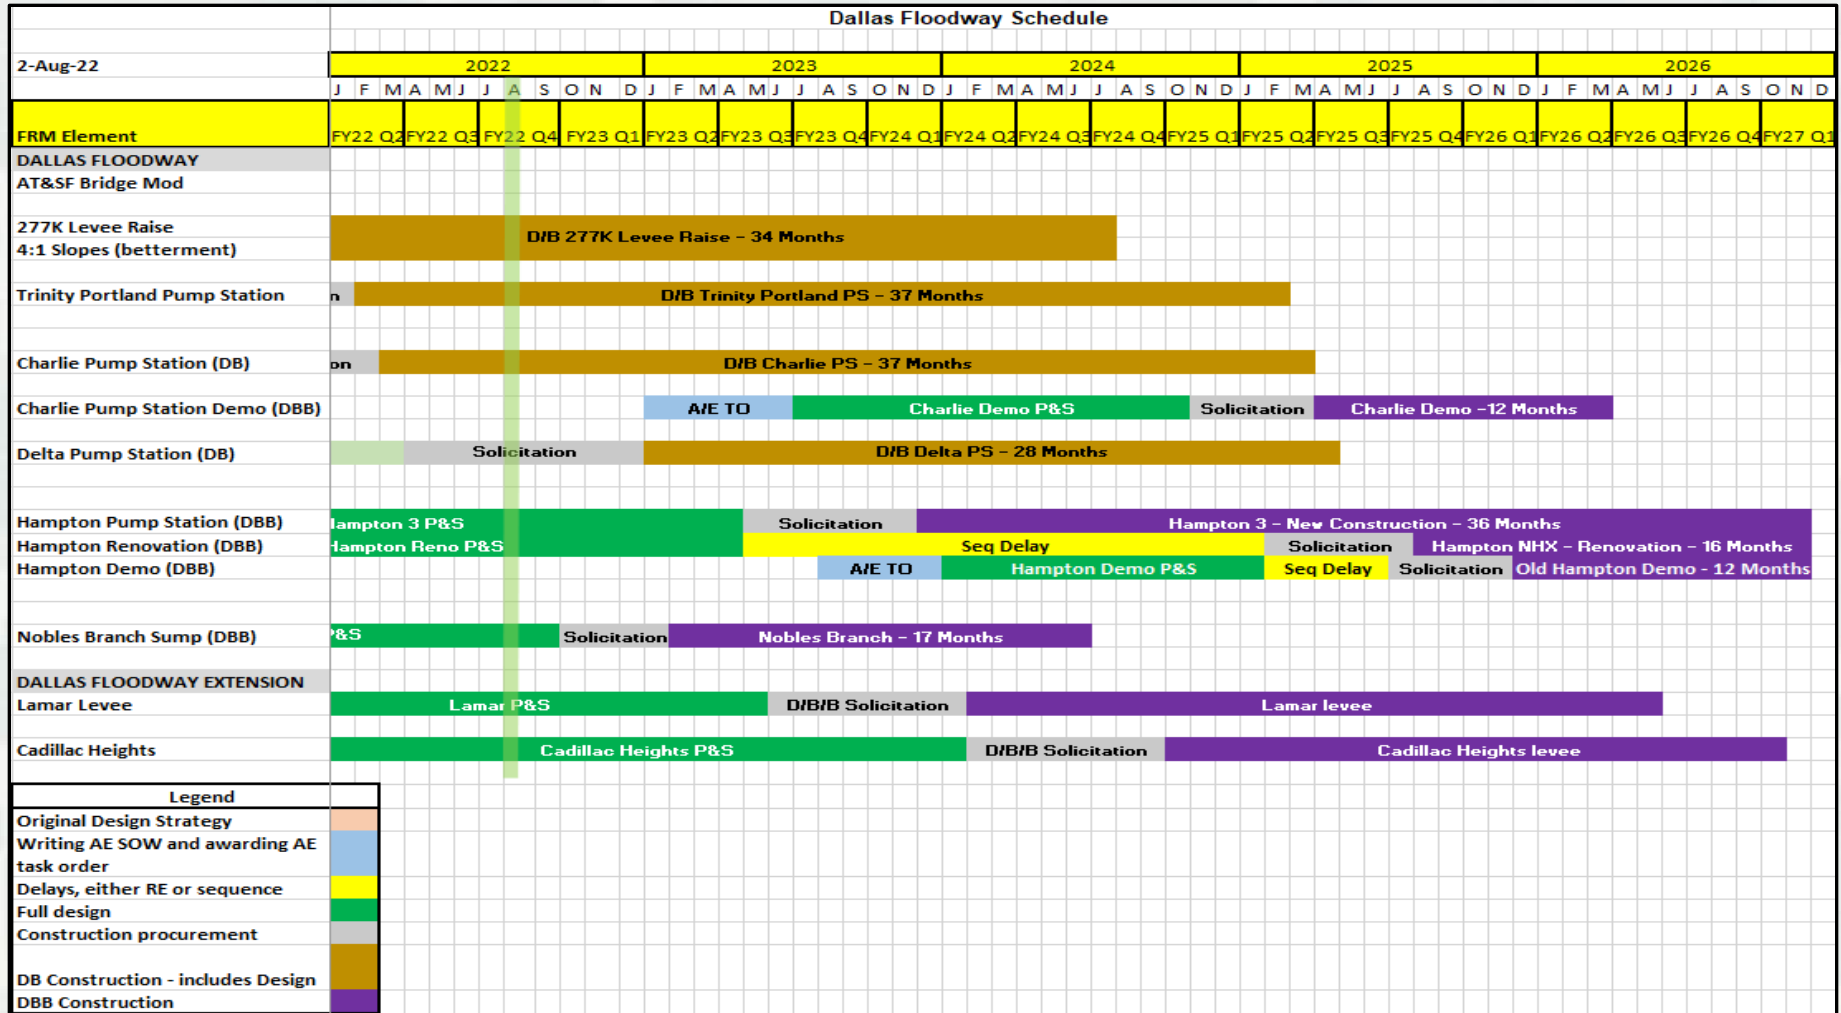 Dallas Floodway Schedule
2-Aug-22 2022 2023 2024 2025 2026
J F M A M J J A S O N D J F M A M J J A S O N D J F M A M J J A S O N D J F M A M J J A S O N D J F M A M J J A S O N D
FRM Element FY22 Q2 FY22 Q3 FY22 Q4 FY23 Q1 FY23 Q2 FY23 Q3 FY23 Q4 FY24 Q1 FY24 Q2 FY24 Q3 FY24 Q4 FY25 Q1 FY25 Q2 FY25 Q3 FY25 Q4 FY26 Q1 FY26 Q2 FY26 Q3 FY26 Q4 FY27 Q1
DALLAS FLOODWAY
AT&SF Bridge Mod
277K Levee Raise
D/B 277K Levee Raise - 34 Months
4:1 Slopes (betterment)
Trinity Portland Pump Station n D/B Trinity Portland PS - 37 Months
Charlie Pump Station (DB) on D/B Charlie PS - 37 Months
Charlie Pump Station Demo (DBB) A/E TO Charlie Demo P&S Solicitation Charlie Demo -12 Months
Delta Pump Station (DB) Solicitation D/B Delta PS - 28 Months
Hampton Pump Station (DBB) Hampton 3 P&S Solicitation Hampton 3 - New Construction - 36 Months
Hampton Renovation (DBB) Hampton Reno P&S Seq Delay Solicitation Hampton NHX - Renovation - 16 Months
Hampton Demo (DBB) A/E TO Hampton Demo P&S Seq Delay Solicitation Old Hampton Demo - 12 Months
Nobles Branch Sump (DBB) P&S Solicitation Nobles Branch - 17 Months
DALLAS FLOODWAY EXTENSION
Lamar Levee Lamar P&S D/B/B Solicitation Lamar levee
Cadillac Heights Cadillac Heights P&S D/B/B Solicitation Cadillac Heights levee
Legend
Original Design Strategy
Writing AE SOW and awarding AE
task order
Delays, either RE or sequence
Full design
Construction procurement
DB Construction - includes Design
DBB Construction